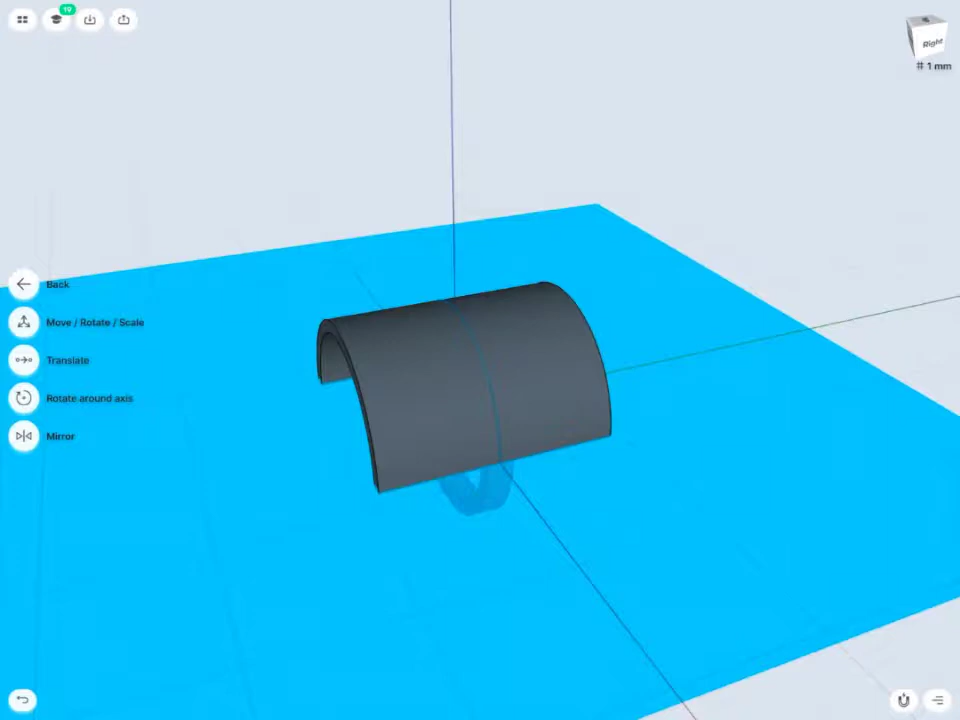 19
Right
# 1 mm
Back
Move / Rotate / Scale
Translate
Rotate around axis
Mirror